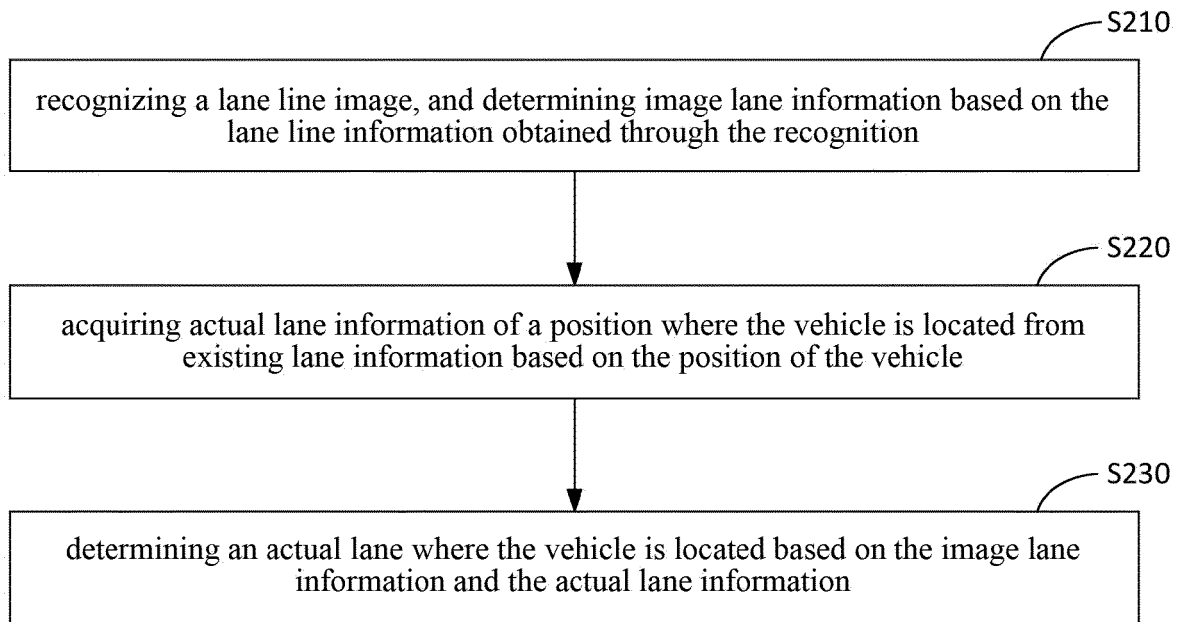 S210
recognizing a lane line image, and determining image lane information based on the
lane line information obtained through the recognition
S220
acquiring actual lane information of a position where the vehicle is located from
existing lane information based on the position of the vehicle
S230
determining an actual lane where the vehicle is located based on the image lane
information and the actual lane information